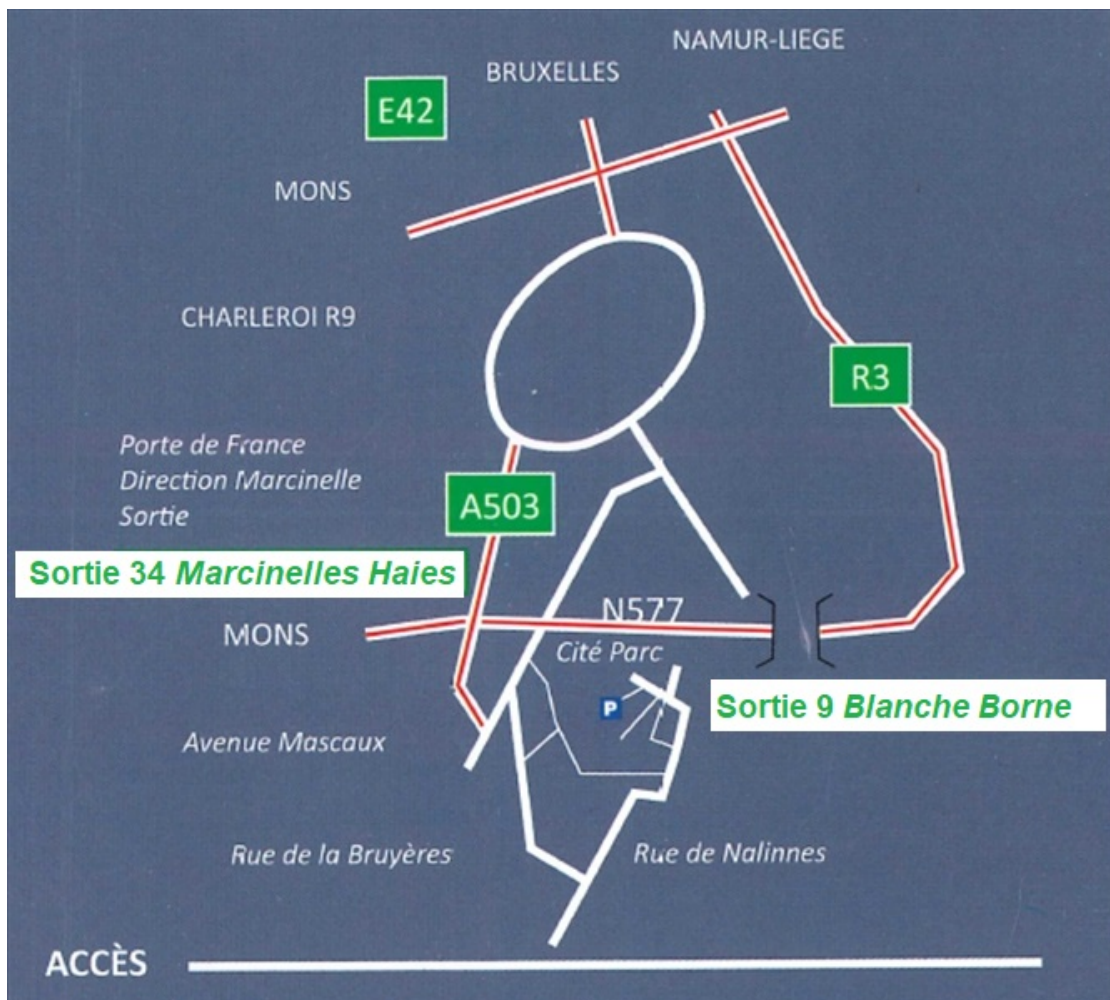 NAMUR-LIEGE
BRUXELLES
E42
MONS
CHARLEROI R9
R3
Porte de France
Direction Marcinelle
Sortie
A503
Sortie 34 Marcinelles Haies
N577
MONS
Cité Parc
Sortie 9 Blanche Borne
P
Avenue Mascaux
Rue de la Bruyères
Rue de Nalinnes
ACCÈS